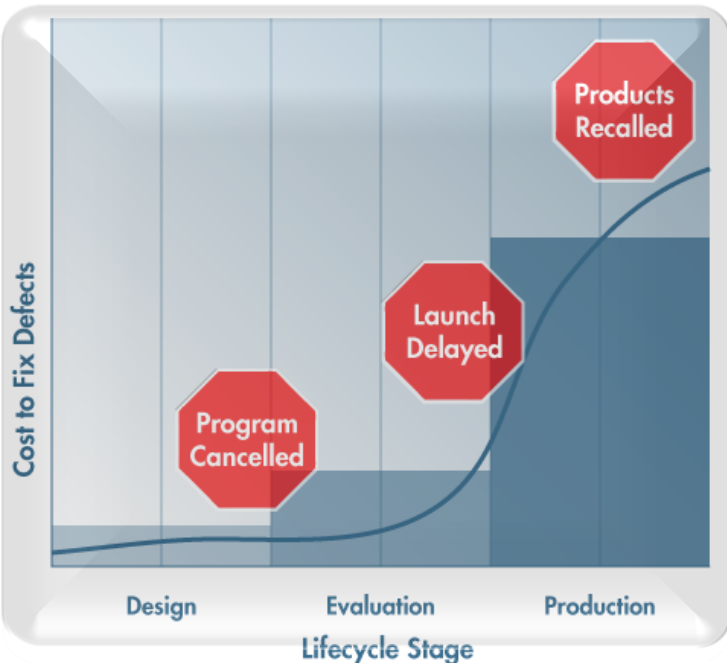 Products
Recalled
Launch
Delayed
Program
Cancelled
Cost to Fix Defects
Design
Evaluation
Production
Lifecycle Stage